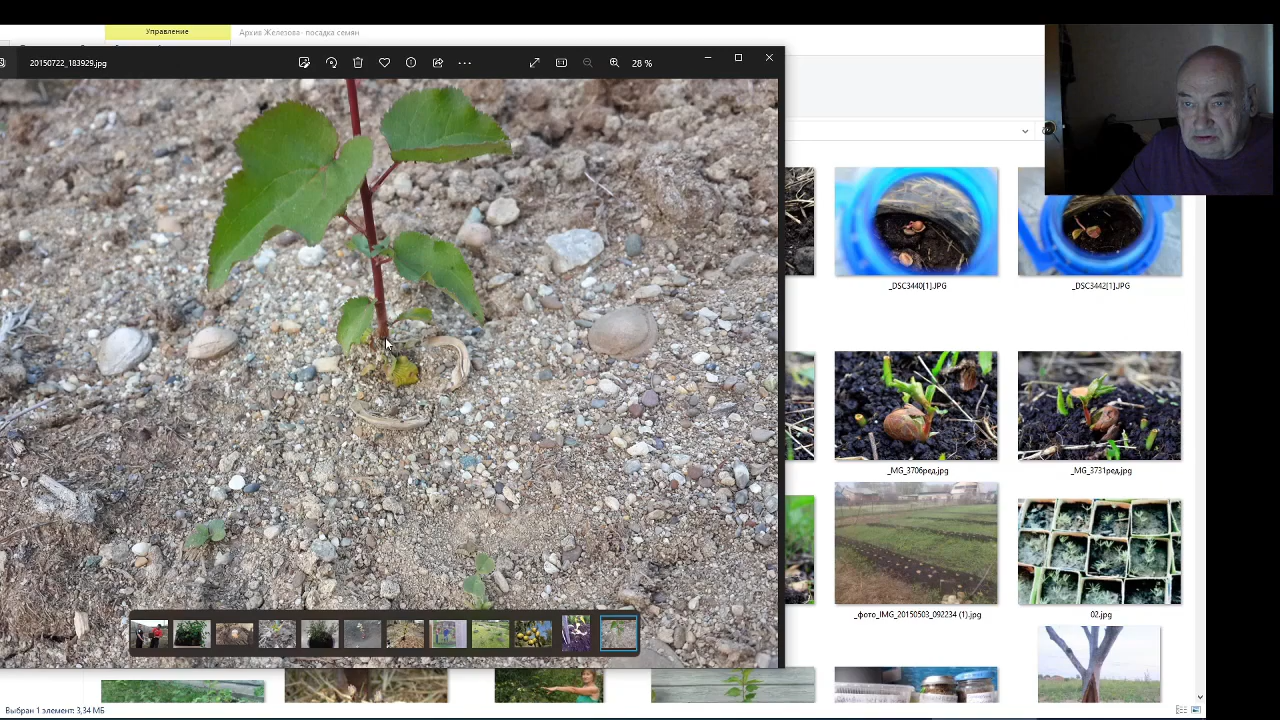 Управление
Архив Железова- посадка семян
20150722_183929.jpg
28 %
_DSC3440[1].JPG
_DSC3442[1].JPG
_MG_3706ред.jpg
_MG_3731ред.jpg
_фото_IMG_20150503_092234 (1).jpg
02.jpg
Выбран 1 элемент: 3,34 МБ